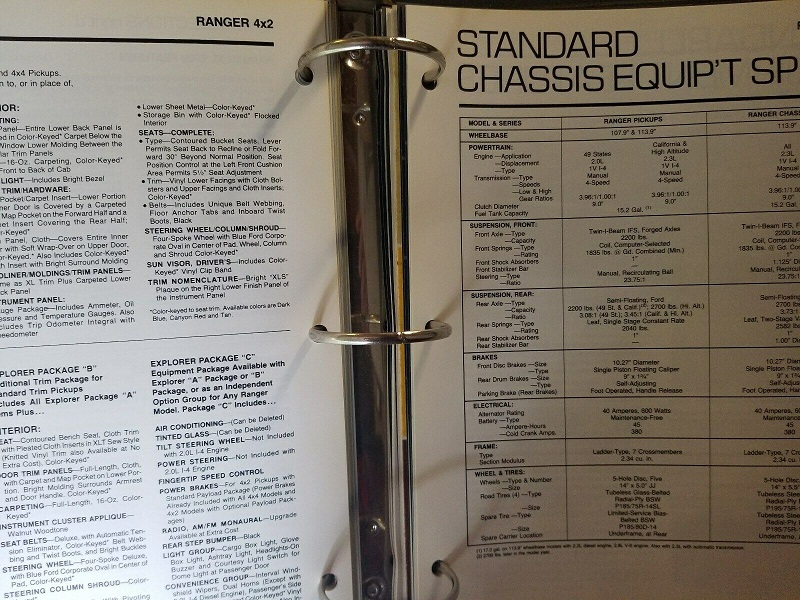 RANGER 4x2
nd 4x4 Pickups.
n to, or in place of,
IOR:
TING:
Panel—Entire Lower Back Panel is
ed in Color-Keyed* Carpet Below the
Window Lower Molding Between the
lar Trim Panels
—16-Oz. Carpeting, Color-Keyed*
Front to Back of Cab
LIGHT—Includes Bright Bezel
TRIM/HARDWARE:
Pocket/Carpet Insert—Lower Portion
nner Door is Covered by a Carpeted
Map Pocket on the Forward Half and a
et Insert Covering the Rear Half;
r-Keyed*
Panel, Cloth—Covers Entire Inner
with Soft Wrap-Over on Upper Door,
r-Keyed.* Also Includes Color-Keyed*
h Insert with Bright Surround Molding
DLINER/MOLDINGS/TRIM PANELS—
me as XL Trim Plus Carpeted Lower
ck Panel
TRUMENT PANEL:
uge Package—Includes Ammeter, Oil
essure and Temperature Gauges. Also
cludes Trip Odometer Integral with
eedometer
• Lower Sheet Metal—Color-Keyed*
• Storage Bin with Color-Keyed* Flocked
Interior
SEATS—COMPLETE:
• Type—Contoured Bucket Seats, Lever
Permits Seat Back to Recline or Fold For-
ward 30° Beyond Normal Position. Seat
Position Control at the Left Front Cushion
Area Permits 5½" Seat Adjustment
• Trim—Vinyl Lower Facings with Cloth Bol-
sters and Upper Facings and Cloth Inserts;
Color-Keyed*
• Belts—Includes Unique Belt Webbing,
Floor Anchor Tabs and Inboard Twist
Boots, Black
STEERING WHEEL/COLUMN/SHROUD—
Four-Spoke Wheel with Blue Ford Corpo-
rate Oval in Center of Pad, Wheel, Column
and Shroud Color-Keyed*
SUN VISOR, DRIVER'S—Includes Color-
Keyed* Vinyl Clip Band
TRIM NOMENCLATURE—Bright "XLS"
Plaque on the Right Lower Finish Panel of
the Instrument Panel
*Color-keyed to seat trim. Available colors are Dark
Blue, Canyon Red and Tan.
XPLORER PACKAGE "B"
ditional Trim Package for
tandard Trim Pickups
cludes All Explorer Package "A"
ems Plus...
NTERIOR:
EAT—Contoured Bench Seat, Cloth Trim
with Pleated Cloth Inserts in XLT Sew Style
(Knitted Vinyl Trim also Available at No
Extra Cost), Color-Keyed*
DOOR TRIM PANELS—Full-Length, Cloth,
with Carpet and Map Pocket on Lower Por-
tion. Bright Molding Surrounds Armrest
and Door Handle. Color-Keyed*
CARPETING—Full-Length, 16-Oz. Color-
Keyed*
INSTRUMENT CLUSTER APPLIQUE—
Walnut Woodtone
SEAT BELTS—Deluxe, with Automatic Ten-
sion Eliminator, Color-Keyed* Belt Web-
bing and Twist Boots, and Bright Buckles
STEERING WHEEL—Four-Spoke Deluxe,
with Blue Ford Corporate Oval in Center of
Pad, Color-Keyed*
STEERING COLUMN SHROUD—Color-
EXPLORER PACKAGE "C"
Equipment Package Available with
Explorer "A" Package or "B"
Package, or as an Independent
Option Group for Any Ranger
Model. Package "C" Includes...
AIR CONDITIONING—(Can be Deleted)
TINTED GLASS—(Can be Deleted)
TILT STEERING WHEEL—Not Included
with 2.0L I-4 Engine
POWER STEERING—Not Included with
2.0L I-4 Engine
FINGERTIP SPEED CONTROL
POWER BRAKES—For 4x2 Pickups with
Standard Payload Package (Power Brakes
Already Included with All 4x4 Models and
4x2 Models with Optional Payload Pack-
ages)
RADIO, AM/FM MONAURAL—Upgrade
Available at Extra Cost
REAR STEP BUMPER—Black
LIGHT GROUP—Cargo Box Light, Glove
Box Light, Ashtray Light, Headlights-On
Buzzer and Courtesy Light Switch for
Dome Light at Passenger Door
CONVENIENCE GROUP—Interval Wind-
shield Wipers, Dual Horns (Except with
Diesel Engine), Passenger's Side
STANDARD
CHASSIS EQUIP'T SP
MODEL & SERIES RANGER PICKUPS RANGER CHASS
WHEELBASE 107.9" & 113.9" 113.9"
POWERTRAIN: California &
Engine —Application 49 States High Altitude All
—Displacement 2.0L 2.3L 2.3L
—Type 1V I-4 1V I-4 1V I-4
Transmission —Type Manual Manual Manual
—Speeds 4-Speed 4-Speed 4-Speed
—Low & High
Gear Ratios 3.96:1/1.00:1 3.96:1/1.00:1 3.96:1/1.0
Clutch Diameter 9.0" 9.0" 9.0"
Fuel Tank Capacity 15.2 Gal. (1) 15.2 Gal.
SUSPENSION, FRONT:
Front Axle —Type Twin-I-Beam IFS, Forged Axles Twin-I-Beam IFS, F
—Capacity 2200 lbs. 2200 lbs
Front Springs —Type Coil, Computer-Selected Coil, Computer-
—Rating 1835 lbs. @ Gd. Combined (Min.) 1835 lbs. @ Gd. Co
Front Shock Absorbers 1" 1"
Front Stabilizer Bar — 1.125" Di
Steering —Type Manual, Recirculating Ball Manual, Recircu
—Ratio 23.75:1 23.75:1
SUSPENSION, REAR:
Rear Axle —Type Semi-Floating, Ford Semi-Floating
—Capacity 2200 lbs. (49 St. & Calif.)(2); 2700 lbs. (Hi. Alt.) 2700 lbs
—Ratio 3.08:1 (49 St.); 3.45:1 (Calif. & Hi. Alt.) 3.73:1
Rear Springs —Type Leaf, Single Stage Constant Rate Leaf, Two-Stage V
—Rating 2040 lbs.
Rear Shock Absorbers 1" 1"
Rear Stabilizer Bar — 1.00" Di
BRAKES
Front Disc Brakes —Size 10.27" Diameter 10.27" Di
—Type Single Piston Floating Caliper Single Piston Floa
Rear Drum Brakes —Size 9" x 1¾" 9" x 1¾
—Type Self-Adjusting Self-Adju
Parking Brake (Rear Brakes) Foot Operated, Handle Release Foot Operated, Ha
ELECTRICAL:
Alternator Rating 40 Amperes, 600 Watts 40 Amperes, 60
Battery —Type Maintenance-Free Maintenance
—Ampere-Hours 45 45
—Cold Crank Amps. 380 380
FRAME:
Type Ladder-Type, 7 Crossmembers Ladder-Type, 7 Cro
Section Modulus 2.34 cu. in. 2.34 cu.
WHEEL & TIRES:
Wheels —Type & Number 5-Hole Disc, Five 5-Hole Disc
—Size 14" x 5.0" JJ 14" x 5.5"
Road Tires (4) —Type Tubeless Glass-Belted Tubeless Stee
Radial-Ply BSW Radial-Ply
—Size P185/75R-14SL P195/75R-
Spare Tire —Type Limited-Service Bias- Tubeless Stee
Belted BSW Radial-Ply
—Size P185/80D-14 P195/75R-
Spare Carrier Location Underframe, at Rear Underframe,